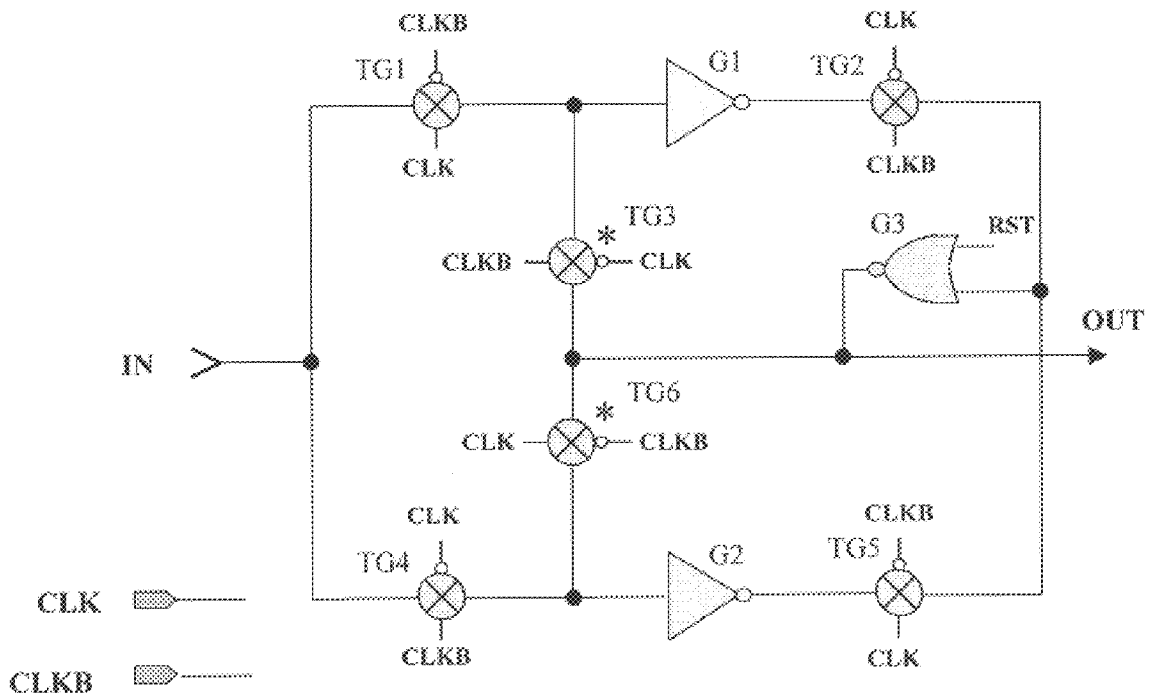 CLKB
CLK
TG1
G1
TG2
CLK
CLKB
TG3
*
G3
RST
CLKB
CLK
OUT
IN
TG6
*
CLK
CLKB
CLK
CLKB
TG4
G2
TG5
CLK
CLKB
CLK
CLKB